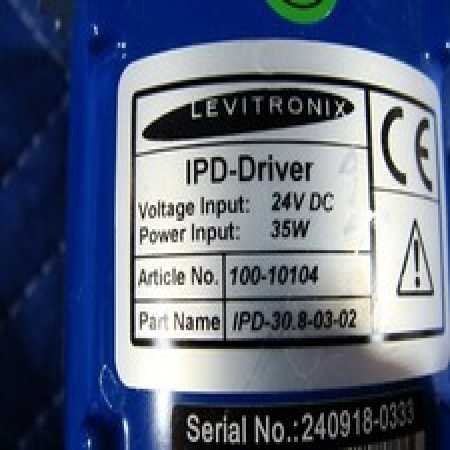 LEVITRONIX
CE
IPD-Driver
Voltage Input: 24V DC
Power Input: 35W
Article No. 100-10104
Part Name IPD-30.8-03-02
Serial No.:240918-0333